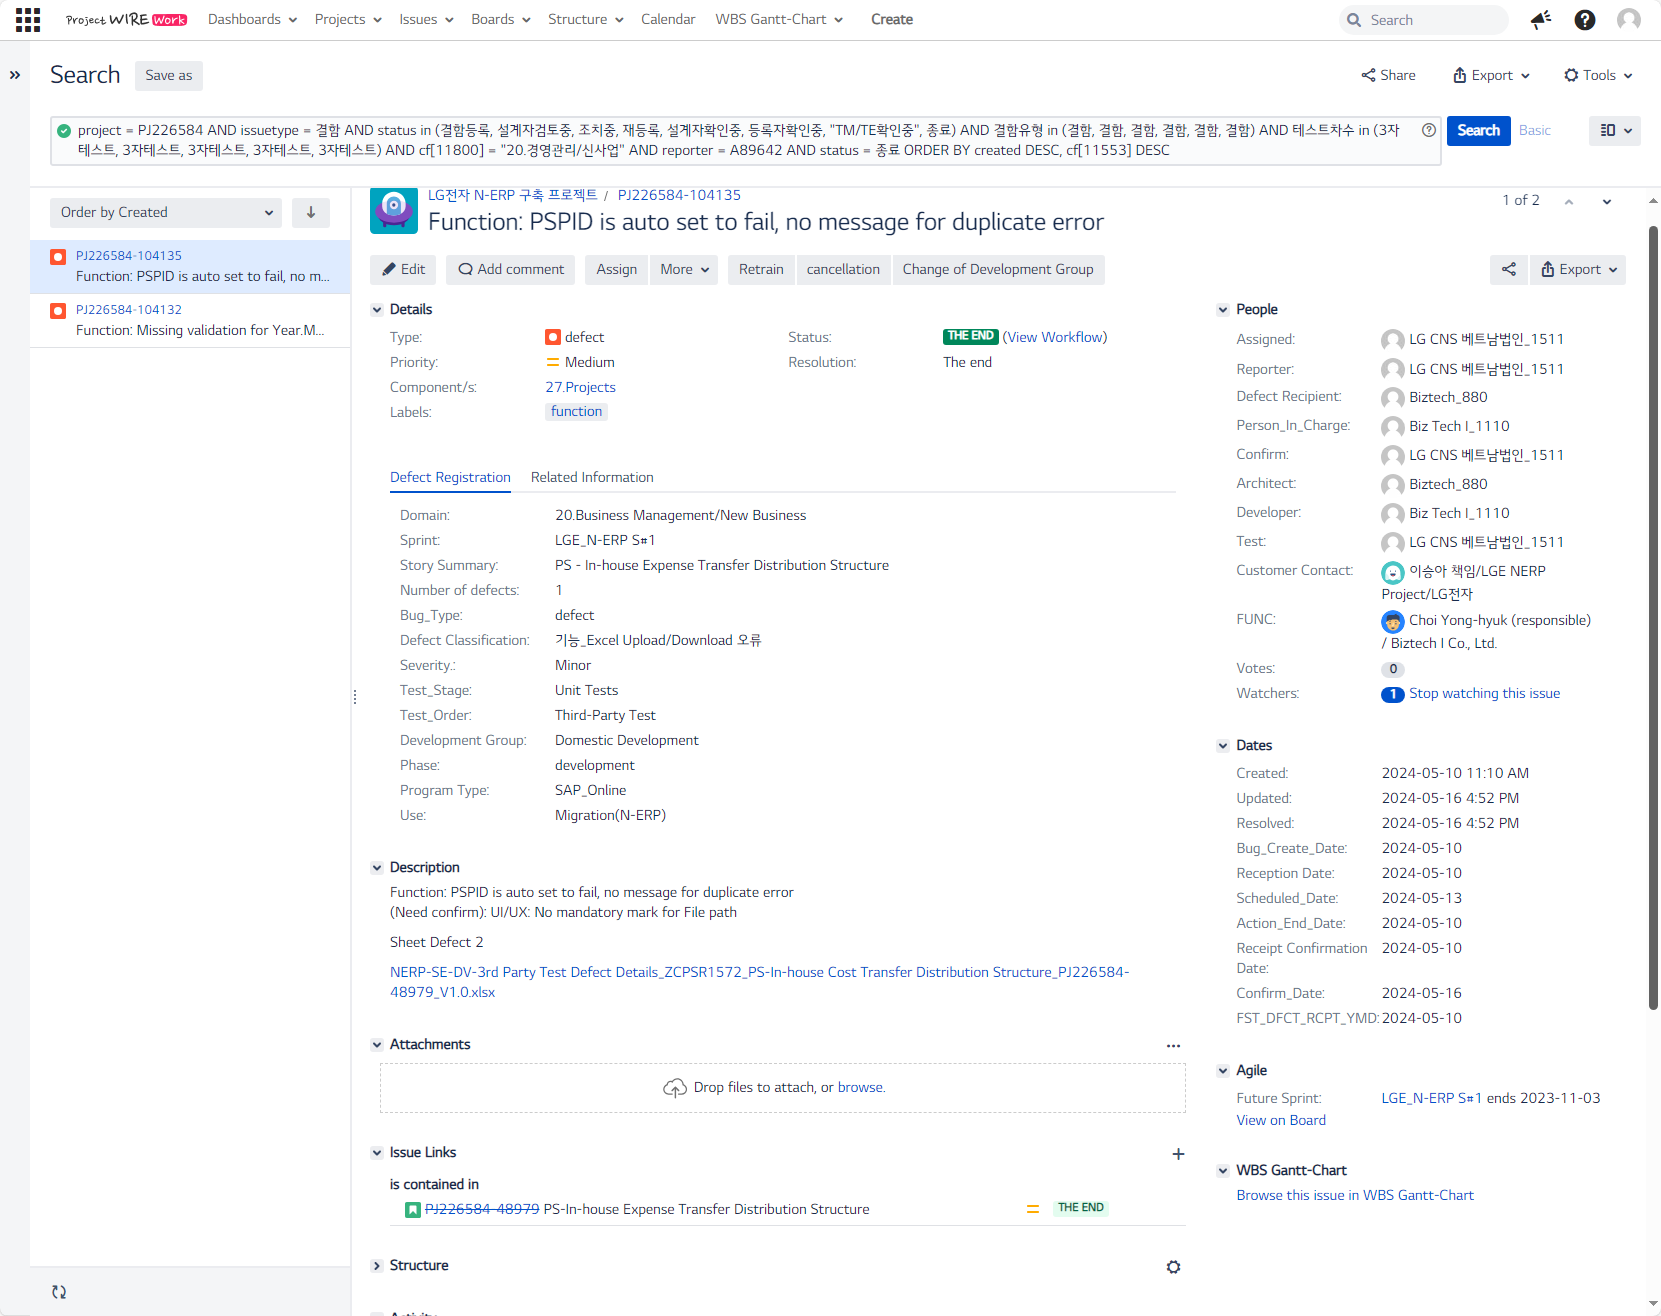 Project WIRE Work Dashboards Projects Issues Boards Structure Calendar WBS Gantt-Chart Create Search
Search Save as Share Export Tools
project = PJ226584 AND issuetype = 결함 AND status in (결함등록, 설계자검토중, 조치중, 재등록, 설계자확인중, 등록자확인중, "TM/TE확인중", 종료) AND 결함유형 in (결함, 결함, 결함, 결함, 결함, 결함) AND 테스트차수 in (3자
테스트, 3자테스트, 3자테스트, 3자테스트, 3자테스트) AND cf[11800] = "20.경영관리/신사업" AND reporter = A89642 AND status = 종료 ORDER BY created DESC, cf[11553] DESC
Search Basic
Order by Created
PJ226584-104135
Function: PSPID is auto set to fail, no m...
PJ226584-104132
Function: Missing validation for Year.M...
LG전자 N-ERP 구축 프로젝트 / PJ226584-104135
1 of 2
Function: PSPID is auto set to fail, no message for duplicate error
Edit Add comment Assign More Retrain cancellation Change of Development Group Export
Details
Type: defect
Status: THE END (View Workflow)
Priority: Medium
Resolution: The end
Component/s: 27.Projects
Labels: function
Defect Registration Related Information
Domain: 20.Business Management/New Business
Sprint: LGE_N-ERP S#1
Story Summary: PS - In-house Expense Transfer Distribution Structure
Number of defects: 1
Bug_Type: defect
Defect Classification: 기능_Excel Upload/Download 오류
Severity.: Minor
Test_Stage: Unit Tests
Test_Order: Third-Party Test
Development Group: Domestic Development
Phase: development
Program Type: SAP_Online
Use: Migration(N-ERP)
Description
Function: PSPID is auto set to fail, no message for duplicate error
(Need confirm): UI/UX: No mandatory mark for File path
Sheet Defect 2
NERP-SE-DV-3rd Party Test Defect Details_ZCPSR1572_PS-In-house Cost Transfer Distribution Structure_PJ226584-
48979_V1.0.xlsx
Attachments
Drop files to attach, or browse.
Issue Links
is contained in
PJ226584-48979 PS-In-house Expense Transfer Distribution Structure THE END
Structure
Activity
People
Assigned: LG CNS 베트남법인_1511
Reporter: LG CNS 베트남법인_1511
Defect Recipient: Biztech_880
Person_In_Charge: Biz Tech I_1110
Confirm: LG CNS 베트남법인_1511
Architect: Biztech_880
Developer: Biz Tech I_1110
Test: LG CNS 베트남법인_1511
Customer Contact: 이승아 책임/LGE NERP
Project/LG전자
FUNC: Choi Yong-hyuk (responsible)
/ Biztech I Co., Ltd.
Votes: 0
Watchers: 1 Stop watching this issue
Dates
Created: 2024-05-10 11:10 AM
Updated: 2024-05-16 4:52 PM
Resolved: 2024-05-16 4:52 PM
Bug_Create_Date: 2024-05-10
Reception Date: 2024-05-10
Scheduled_Date: 2024-05-13
Action_End_Date: 2024-05-10
Receipt Confirmation 2024-05-10
Date:
Confirm_Date: 2024-05-16
FST_DFCT_RCPT_YMD: 2024-05-10
Agile
Future Sprint: LGE_N-ERP S#1 ends 2023-11-03
View on Board
WBS Gantt-Chart
Browse this issue in WBS Gantt-Chart